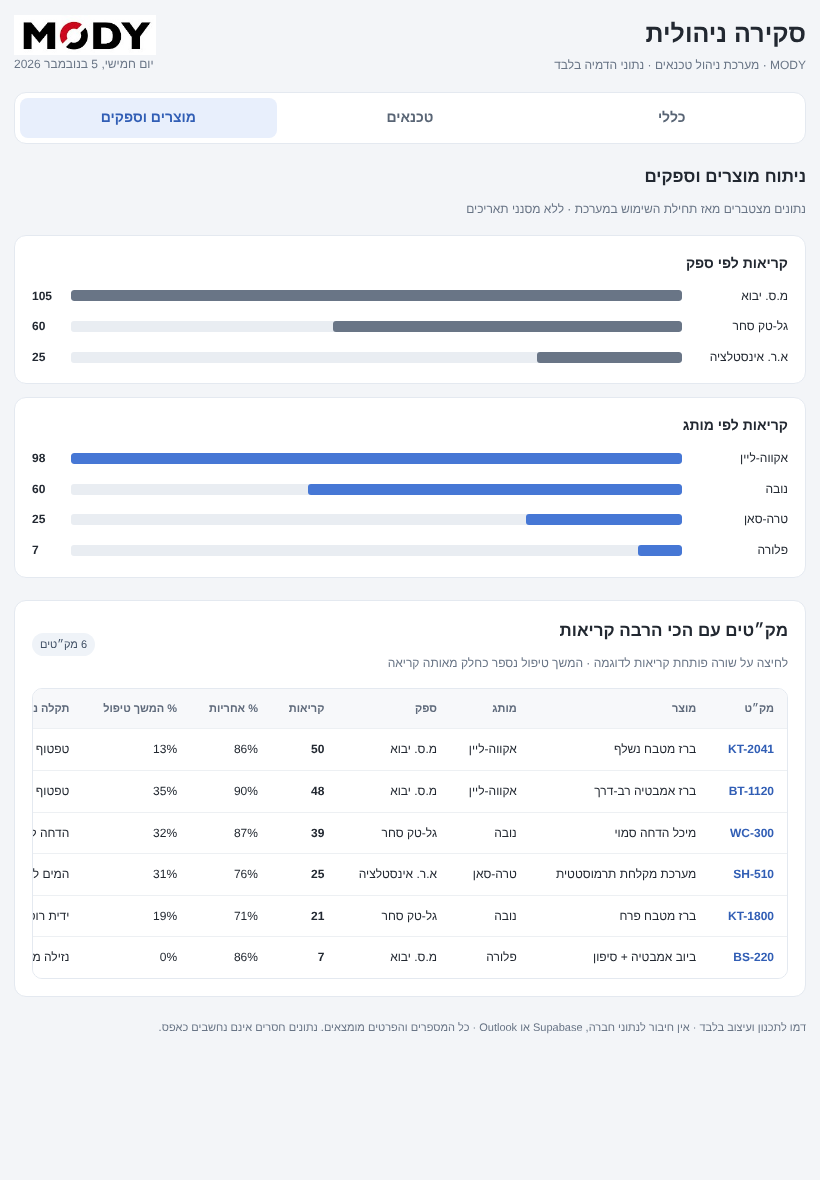 סקירה ניהולית
MODY · מערכת ניהול טכנאים · נתוני הדמיה בלבד
MODY
יום חמישי, 5 בנובמבר 2026
כללי
טכנאים
מוצרים וספקים
ניתוח מוצרים וספקים
נתונים מצטברים מאז תחילת השימוש במערכת · ללא מסנני תאריכים
קריאות לפי ספק
מ.ס. יבוא 105
גל-טק סחר 60
א.ר. אינסטלציה 25
קריאות לפי מותג
אקווה-ליין 98
נובה 60
טרה-סאן 25
פלורה 7
מק״טים עם הכי הרבה קריאות
6 מק״טים
לחיצה על שורה פותחת קריאות לדוגמה · המשך טיפול נספר כחלק מאותה קריאה
מק״ט מוצר מותג ספק קריאות % אחריות % המשך טיפול תקלה
KT-2041 ברז מטבח נשלף אקווה-ליין מ.ס. יבוא 50 86% 13% טפטוף
BT-1120 ברז אמבטיה רב-דרך אקווה-ליין מ.ס. יבוא 48 90% 35% טפטוף
WC-300 מיכל הדחה סמוי נובה גל-טק סחר 39 87% 32% הדחה
SH-510 מערכת מקלחת תרמוסטטית טרה-סאן א.ר. אינסטלציה 25 76% 31% המים
KT-1800 ברז מטבח פרח נובה גל-טק סחר 21 71% 19% ידית
BS-220 ביוב אמבטיה + סיפון פלורה מ.ס. יבוא 7 86% 0% נזילה
דמו לתכנון ועיצוב בלבד · אין חיבור לנתוני חברה, Supabase או Outlook · כל המספרים והפרטים מומצאים. נתונים חסרים אינם נחשבים כאפס.